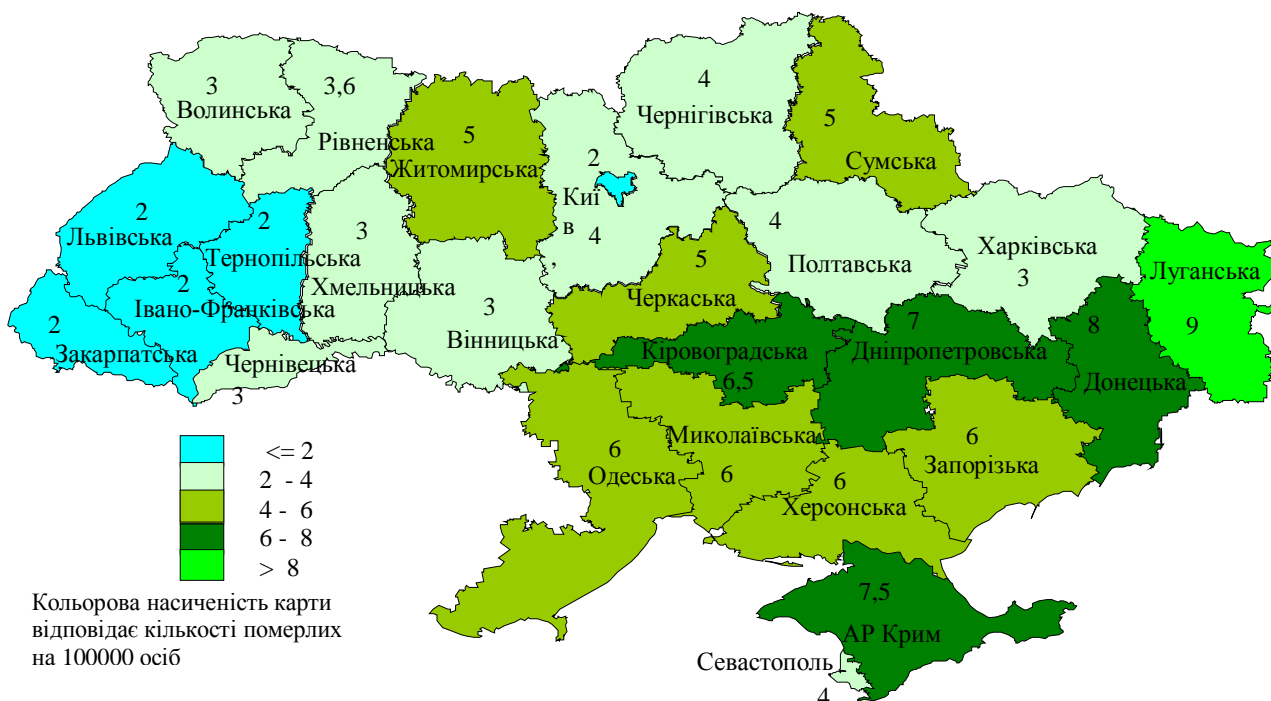 3
Волинська
3,6
Рівненська
5
Житомирська
4
Чернігівська
5
Сумська
2
Киї
в
,
4
2
Львівська
2
Тернопільська
3
Хмельницька
2
Івано-Франківська
2
Закарпатська
Чернівецька
3
3
Вінницька
5
Черкаська
4
Полтавська
Харківська
3
Луганська
9
Кіровоградська
6,5
7
Дніпропетровська
8
Донецька
6
Одеська
Миколаївська
6
6
Херсонська
6
Запорізька
7,5
АР Крим
Севастополь
4
<= 2
2 - 4
4 - 6
6 - 8
> 8
Кольорова насиченість карти
відповідає кількості померлих
на 100000 осіб